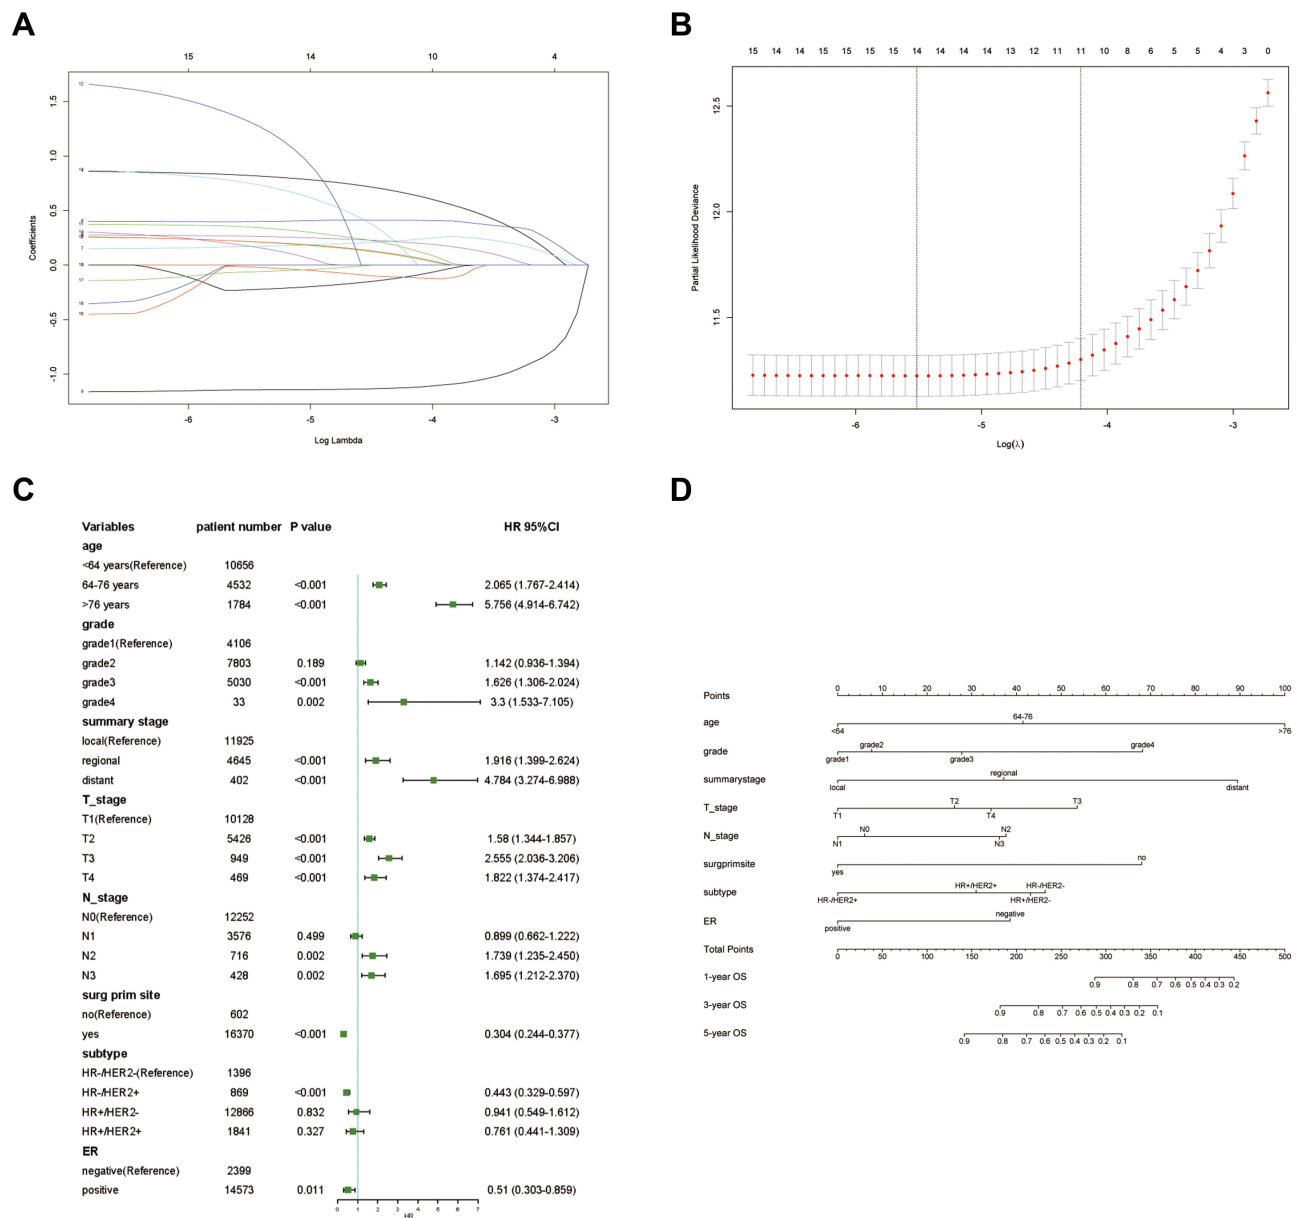 A
15 14 10 4
Coefficients
1.5
1.0
0.5
0.0
-0.5
-1.0
-6 -5 -4 -3
Log Lambda
B
15 14 14 15 15 15 15 14 14 14 14 13 12 11 11 10 8 6 5 5 4 3 0
Partial Likelihood Deviance
12.5
12.0
11.5
-6 -5 -4 -3
Log(λ)
C
Variables patient number P value HR 95%CI
age
<64 years(Reference) 10656
64-76 years 4532 <0.001 2.065 (1.767-2.414)
>76 years 1784 <0.001 5.756 (4.914-6.742)
grade
grade1(Reference) 4106
grade2 7803 0.189 1.142 (0.936-1.394)
grade3 5030 <0.001 1.626 (1.306-2.024)
grade4 33 0.002 3.3 (1.533-7.105)
summary stage
local(Reference) 11925
regional 4645 <0.001 1.916 (1.399-2.624)
distant 402 <0.001 4.784 (3.274-6.988)
T_stage
T1(Reference) 10128
T2 5426 <0.001 1.58 (1.344-1.857)
T3 949 <0.001 2.555 (2.036-3.206)
T4 469 <0.001 1.822 (1.374-2.417)
N_stage
N0(Reference) 12252
N1 3576 0.499 0.899 (0.662-1.222)
N2 716 0.002 1.739 (1.235-2.450)
N3 428 0.002 1.695 (1.212-2.370)
surg prim site
no(Reference) 602
yes 16370 <0.001 0.304 (0.244-0.377)
subtype
HR-/HER2-(Reference) 1396
HR-/HER2+ 869 <0.001 0.443 (0.329-0.597)
HR+/HER2- 12866 0.832 0.941 (0.549-1.612)
HR+/HER2+ 1841 0.327 0.761 (0.441-1.309)
ER
negative(Reference) 2399
positive 14573 0.011 0.51 (0.303-0.859)
0 1 2 3 4 5 6 7
HR
D
0 10 20 30 40 50 60 70 80 90 100
Points
64-76
age
<64 >76
grade2 grade4
grade
grade1 grade3
regional
summarystage
local distant
T2 T3
T_stage
T1 T4
N0 N2
N_stage
N1 N3
no
surgprimsite
yes
HR+/HER2+ HR-/HER2-
subtype
HR-/HER2+ HR+/HER2-
negative
ER
positive
Total Points
0 50 100 150 200 250 300 350 400 450 500
1-year OS
0.9 0.8 0.7 0.6 0.5 0.4 0.3 0.2
3-year OS
0.9 0.8 0.7 0.6 0.5 0.4 0.3 0.2 0.1
5-year OS
0.9 0.8 0.7 0.6 0.5 0.4 0.3 0.2 0.1